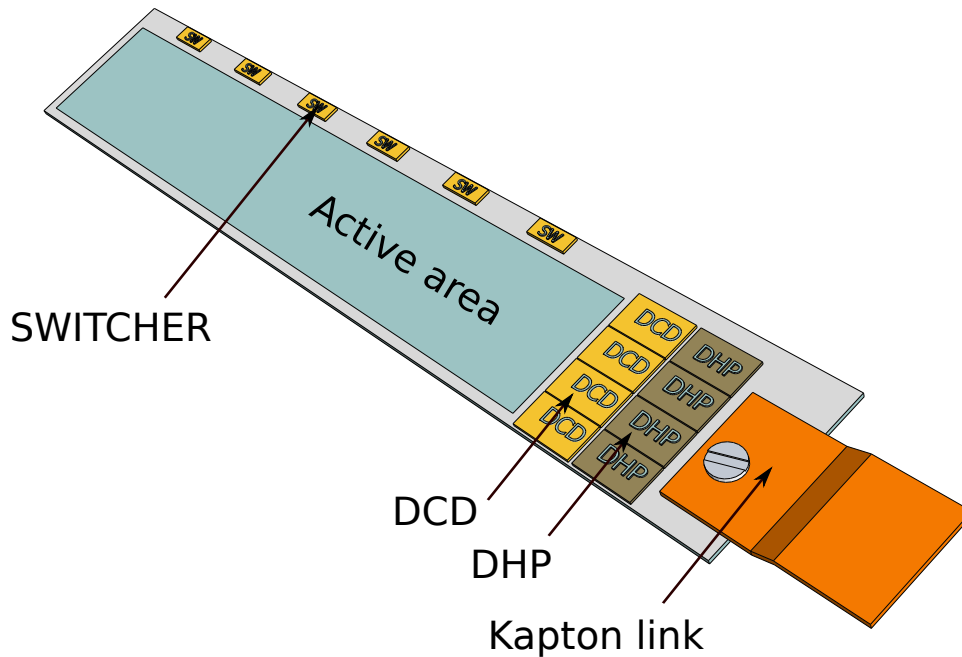 SW
SW
SW
SW
SW
SW
Active area
SWITCHER
DCD
DCD
DCD
DCD
DHP
DHP
DHP
DHP
DCD
DHP
Kapton link